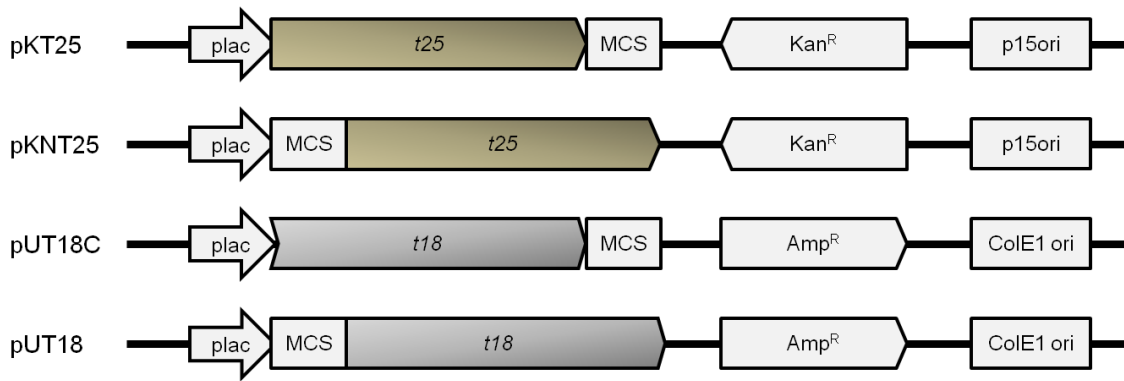 pKT25 plac t25 MCS Kanᴿ p15ori
pKNT25 plac MCS t25 Kanᴿ p15ori
pUT18C plac t18 MCS Ampᴿ ColE1 ori
pUT18 plac MCS t18 Ampᴿ ColE1 ori